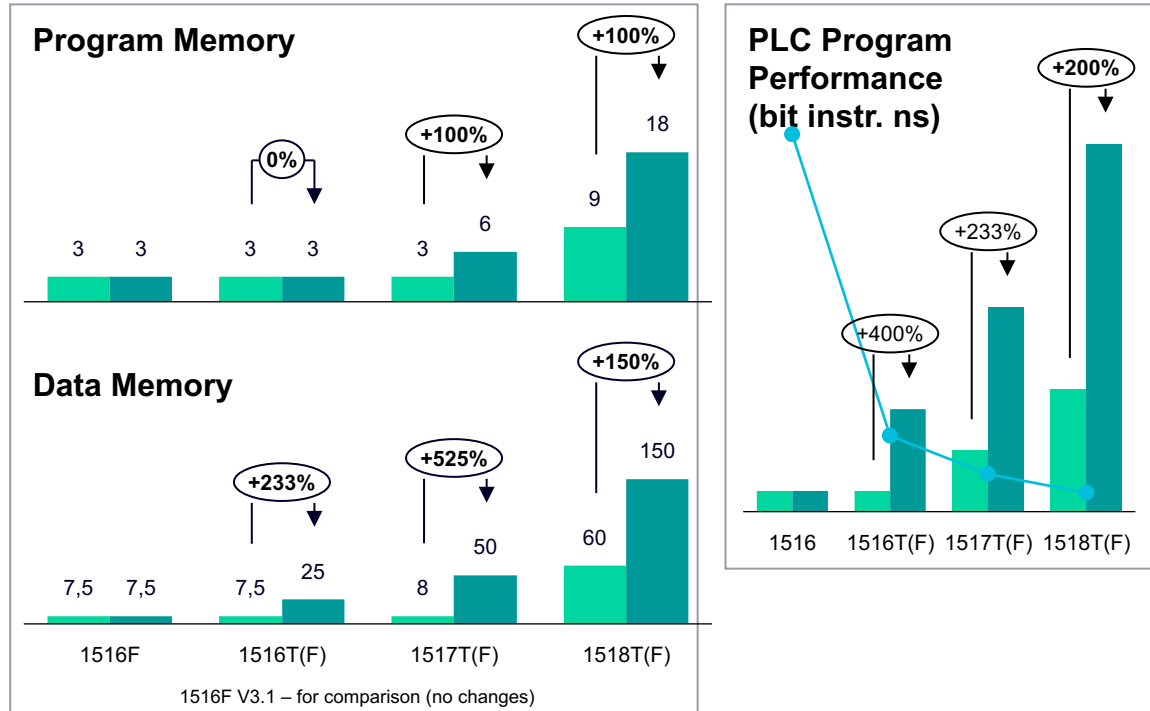 Program Memory
+100%
+100%
0%
18
9
6
3 3 3 3 3
Data Memory
+150%
+525%
+233%
150
60
50
25
7,5 7,5 7,5 8
1516F 1516T(F) 1517T(F) 1518T(F)
1516F V3.1 – for comparison (no changes)
PLC Program
Performance
(bit instr. ns)
+200%
+233%
+400%
1516 1516T(F) 1517T(F) 1518T(F)